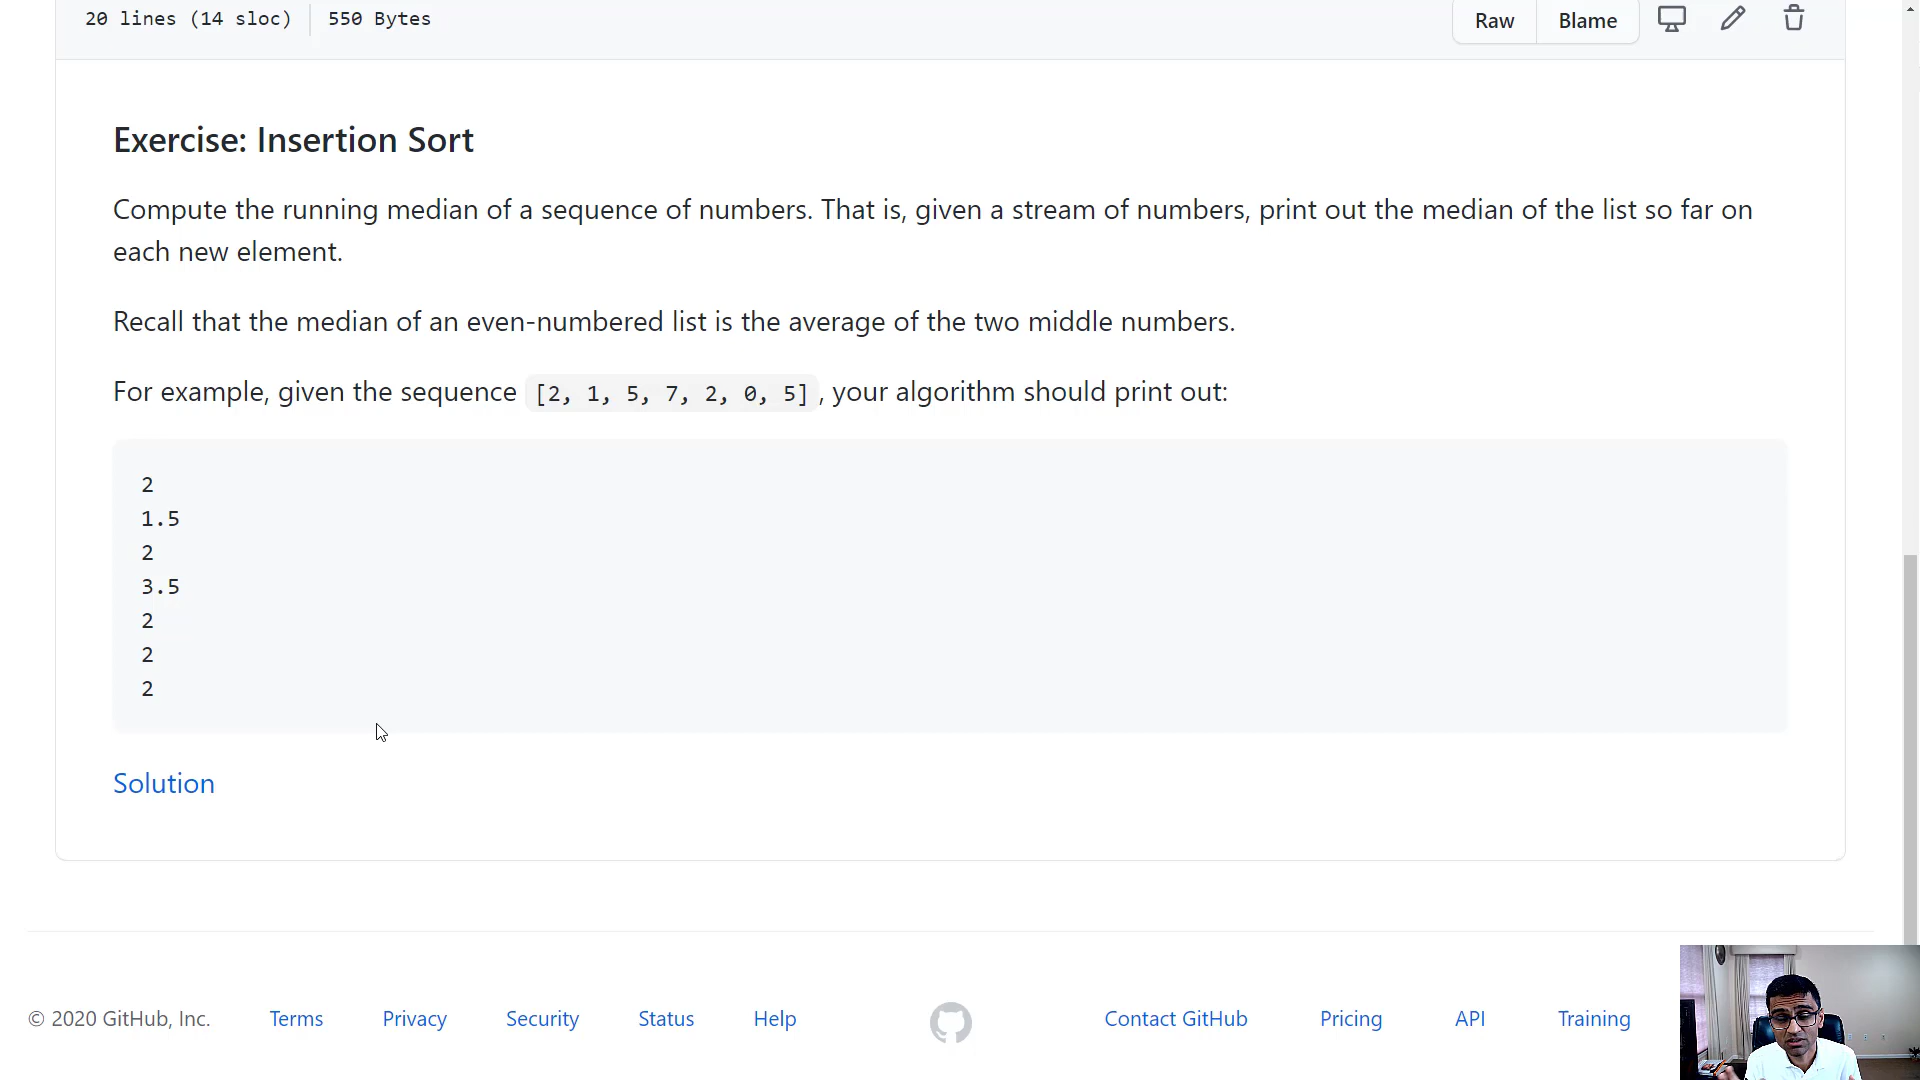 20 lines (14 sloc) 550 Bytes
Raw Blame
Exercise: Insertion Sort
Compute the running median of a sequence of numbers. That is, given a stream of numbers, print out the median of the list so far on
each new element.
Recall that the median of an even-numbered list is the average of the two middle numbers.
For example, given the sequence [2, 1, 5, 7, 2, 0, 5], your algorithm should print out:
2
1.5
2
3.5
2
2
2
Solution
© 2020 GitHub, Inc. Terms Privacy Security Status Help Contact GitHub Pricing API Training